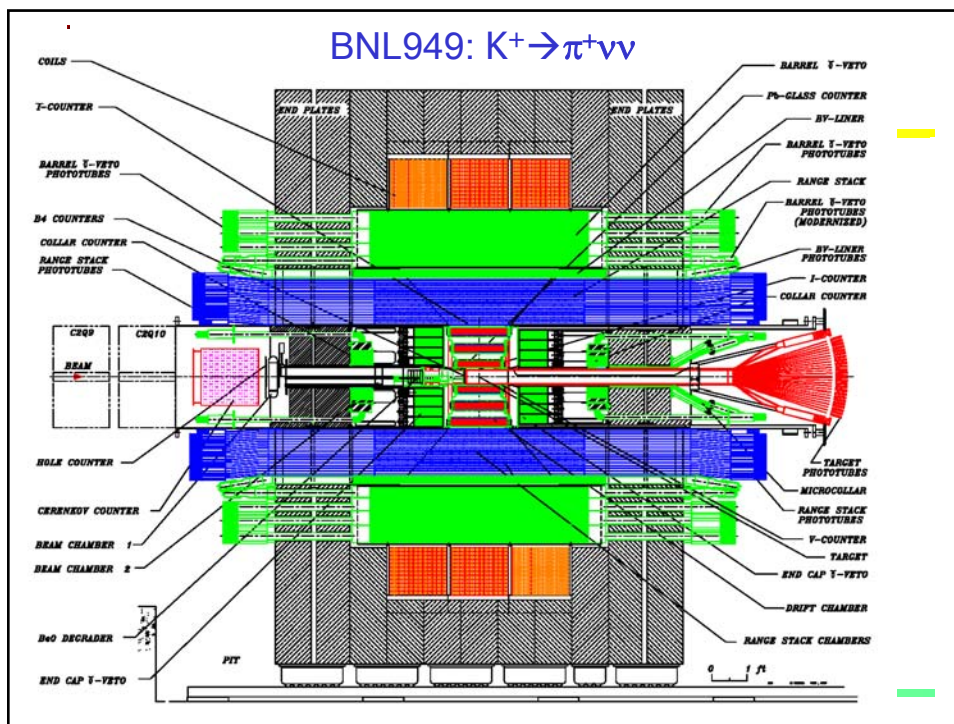 BNL949: K⁺→π⁺νν
COILS
T-COUNTER
BARREL ɣ-VETO
PHOTOTUBES
B4 COUNTERS
COLLAR COUNTER
RANGE STACK
PHOTOTUBES
C2Q9
C2Q10
BEAM
HOLE COUNTER
CERENKOV COUNTER
BEAM CHAMBER 1
BEAM CHAMBER 2
BeO DEGRADER
END CAP ɣ-VETO
PIT
END PLATES
END PLATES
BARREL ɣ-VETO
Pb-GLASS COUNTER
BV-LINER
BARREL ɣ-VETO
PHOTOTUBES
RANGE STACK
BARREL ɣ-VETO
PHOTOTUBES
(MODERNIZED)
BV-LINER
PHOTOTUBES
I-COUNTER
COLLAR COUNTER
TARGET
PHOTOTUBES
MICROCOLLAR
RANGE STACK
PHOTOTUBES
V-COUNTER
TARGET
END CAP ɣ-VETO
DRIFT CHAMBER
RANGE STACK CHAMBERS
0 1 ft